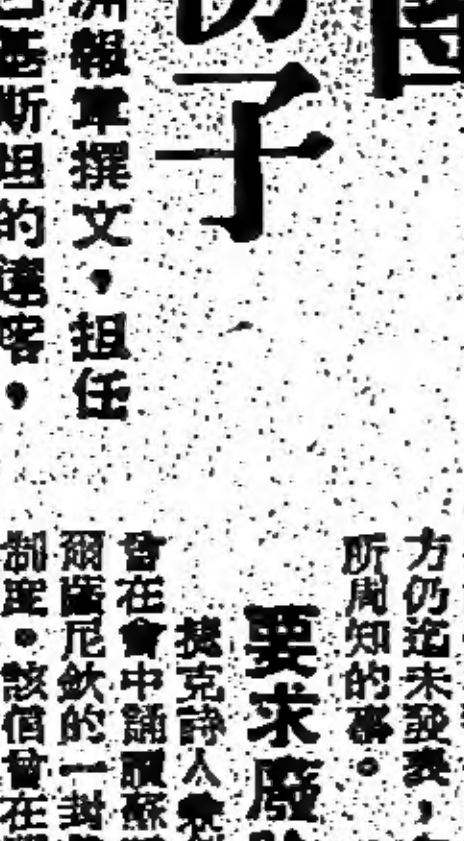 子
洲報章撰文，担任
巴基斯坦的達客，
方仍迄未發表，
所周知的事。
要求廢
捷克詩人
曾在會中誦讀蘇
爾薩尼欽的一封
制度。該信曾在